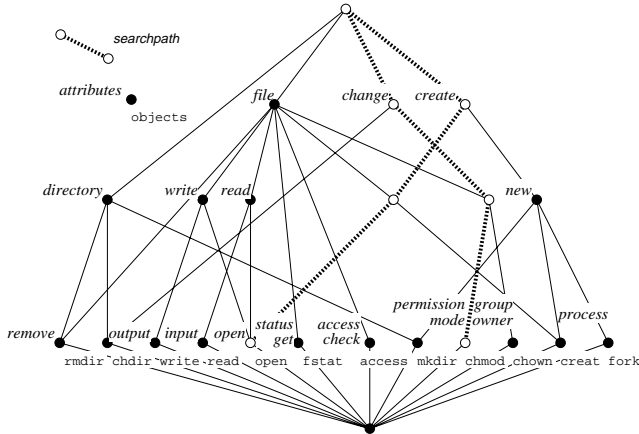 searchpath
attributes
objects
file change create
directory write read new
permission group
remove output input open status access mode owner process
get check
rmdir chdir write read open fstat access mkdir chmod chown creat fork